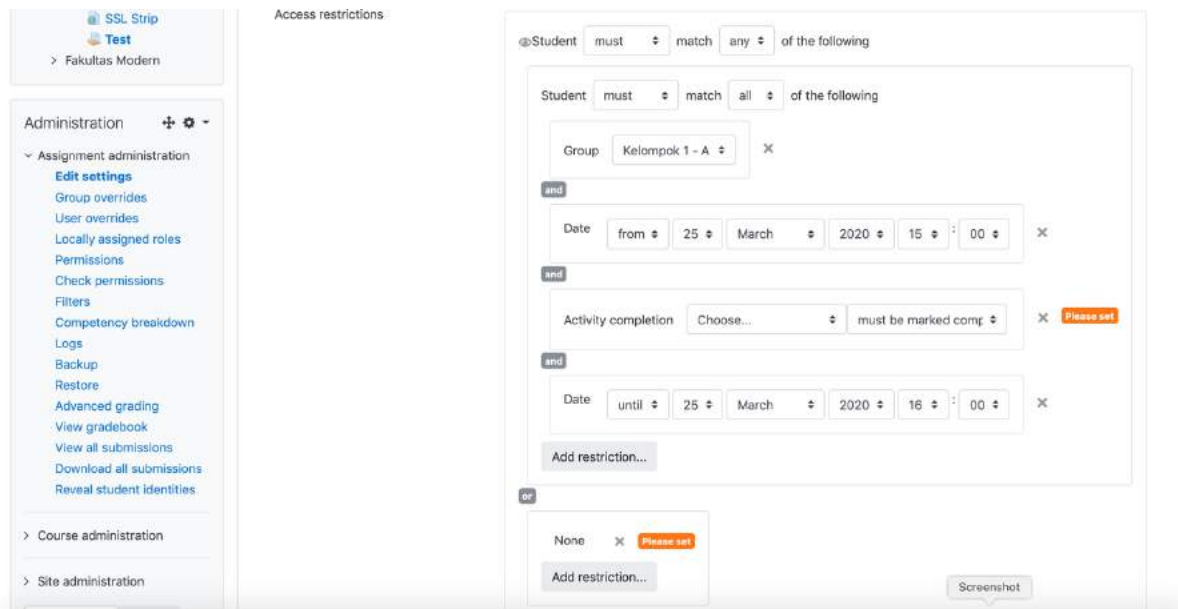 SSL Strip
Test
Fakultas Modern
Administration
Assignment administration
Edit settings
Group overrides
User overrides
Locally assigned roles
Permissions
Check permissions
Filters
Competency breakdown
Logs
Backup
Restore
Advanced grading
View gradebook
View all submissions
Download all submissions
Reveal student identities
Course administration
Site administration
Access restrictions
Student must match any of the following
Student must match all of the following
Group Kelompok 1 - A
and
Date from 25 March 2020 15 : 00
and
Activity completion Choose... must be marked comp Please set
and
Date until 25 March 2020 16 : 00
Add restriction...
or
None Please set
Add restriction...
Screenshot